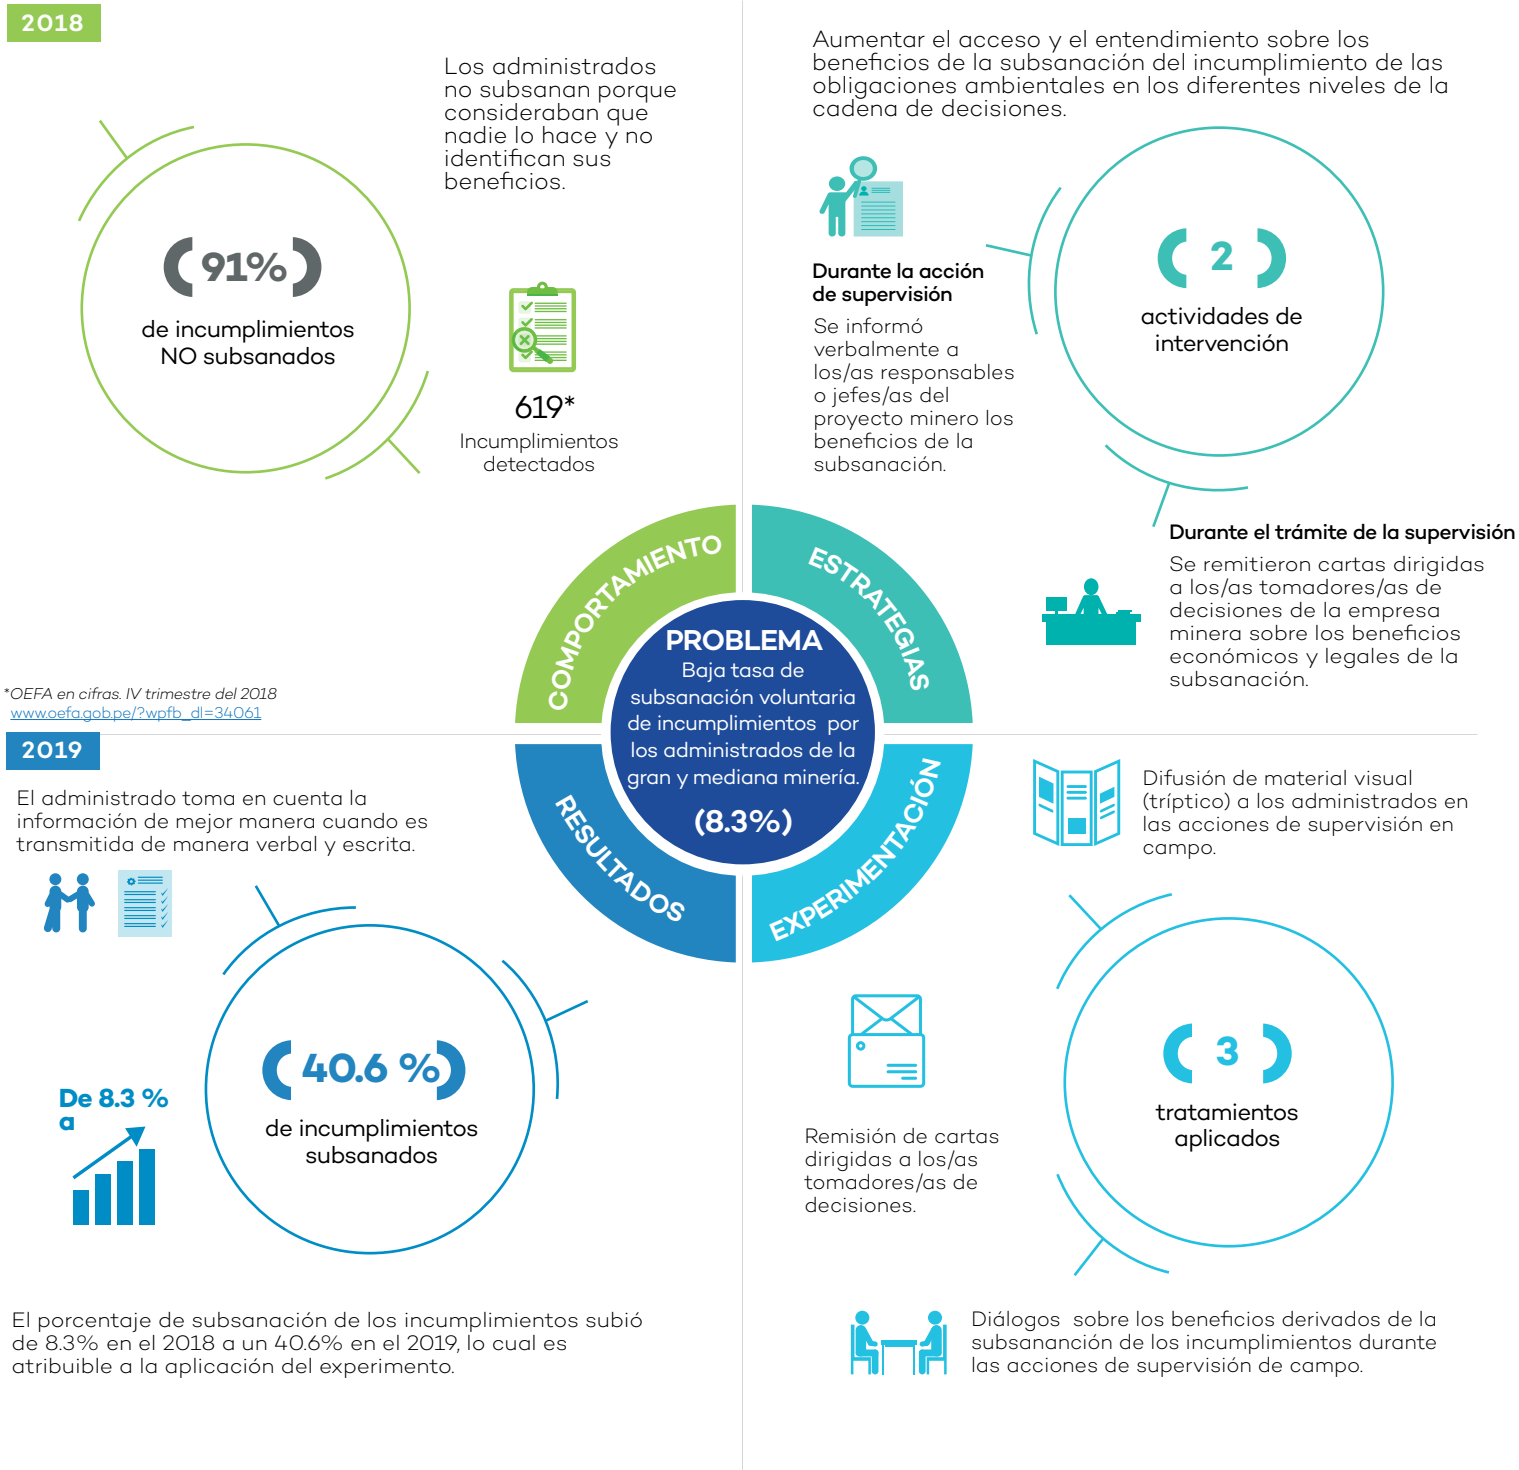 2018
Los administrados
no subsanan porque
consideraban que
nadie lo hace y no
identifican sus
beneficios.
91%
de incumplimientos
NO subsanados
619*
Incumplimientos
detectados
*OEFA en cifras. IV trimestre del 2018
www.oefa.gob.pe/?wpfb_dl=34061
Aumentar el acceso y el entendimiento sobre los
beneficios de la subsanación del incumplimiento de las
obligaciones ambientales en los diferentes niveles de la
cadena de decisiones.
Durante la acción
de supervisión
Se informó
verbalmente a
los/as responsables
o jefes/as del
proyecto minero los
beneficios de la
subsanación.
2
actividades de
intervención
Durante el trámite de la supervisión
Se remitieron cartas dirigidas
a los/as tomadores/as de
decisiones de la empresa
minera sobre los beneficios
económicos y legales de la
subsanación.
COMPORTAMIENTO
ESTRATEGIAS
PROBLEMA
Baja tasa de
subsanación voluntaria
de incumplimientos por
los administrados de la
gran y mediana minería.
(8.3%)
RESULTADOS
EXPERIMENTACIÓN
2019
El administrado toma en cuenta la
información de mejor manera cuando es
transmitida de manera verbal y escrita.
De 8.3 %
a
40.6 %
de incumplimientos
subsanados
El porcentaje de subsanación de los incumplimientos subió
de 8.3% en el 2018 a un 40.6% en el 2019, lo cual es
atribuible a la aplicación del experimento.
Difusión de material visual
(tríptico) a los administrados en
las acciones de supervisión en
campo.
3
tratamientos
aplicados
Remisión de cartas
dirigidas a los/as
tomadores/as de
decisiones.
Diálogos sobre los beneficios derivados de la
subsananción de los incumplimientos durante
las acciones de supervisión de campo.